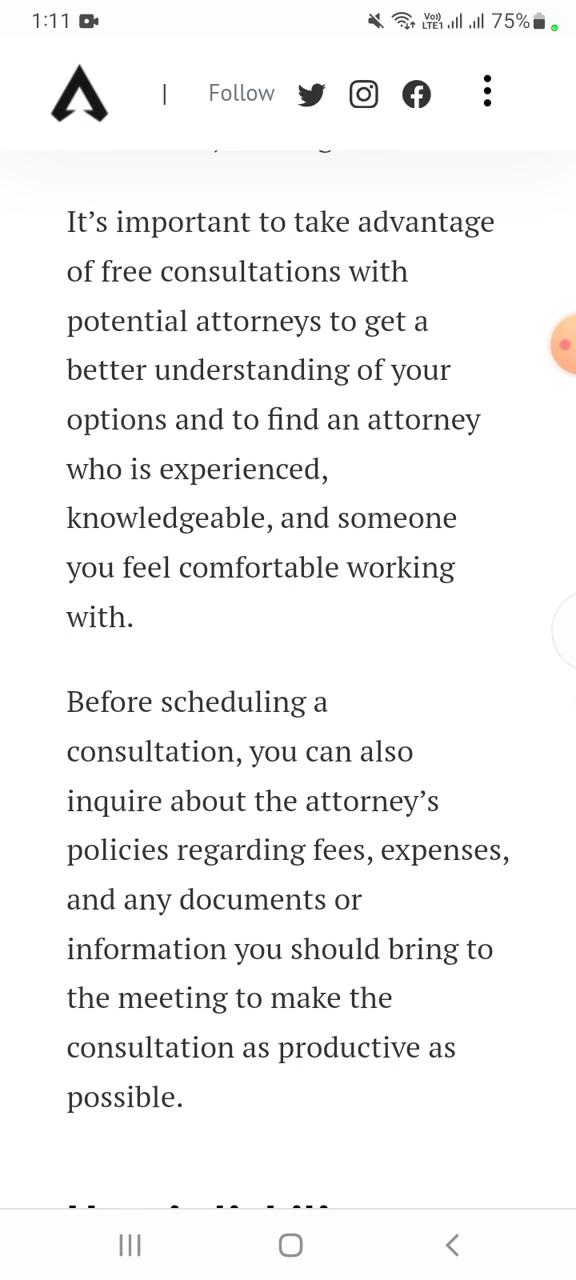 1:11
Vo)) LTE1 75%
| Follow
It’s important to take advantage
of free consultations with
potential attorneys to get a
better understanding of your
options and to find an attorney
who is experienced,
knowledgeable, and someone
you feel comfortable working
with.
Before scheduling a
consultation, you can also
inquire about the attorney’s
policies regarding fees, expenses,
and any documents or
information you should bring to
the meeting to make the
consultation as productive as
possible.